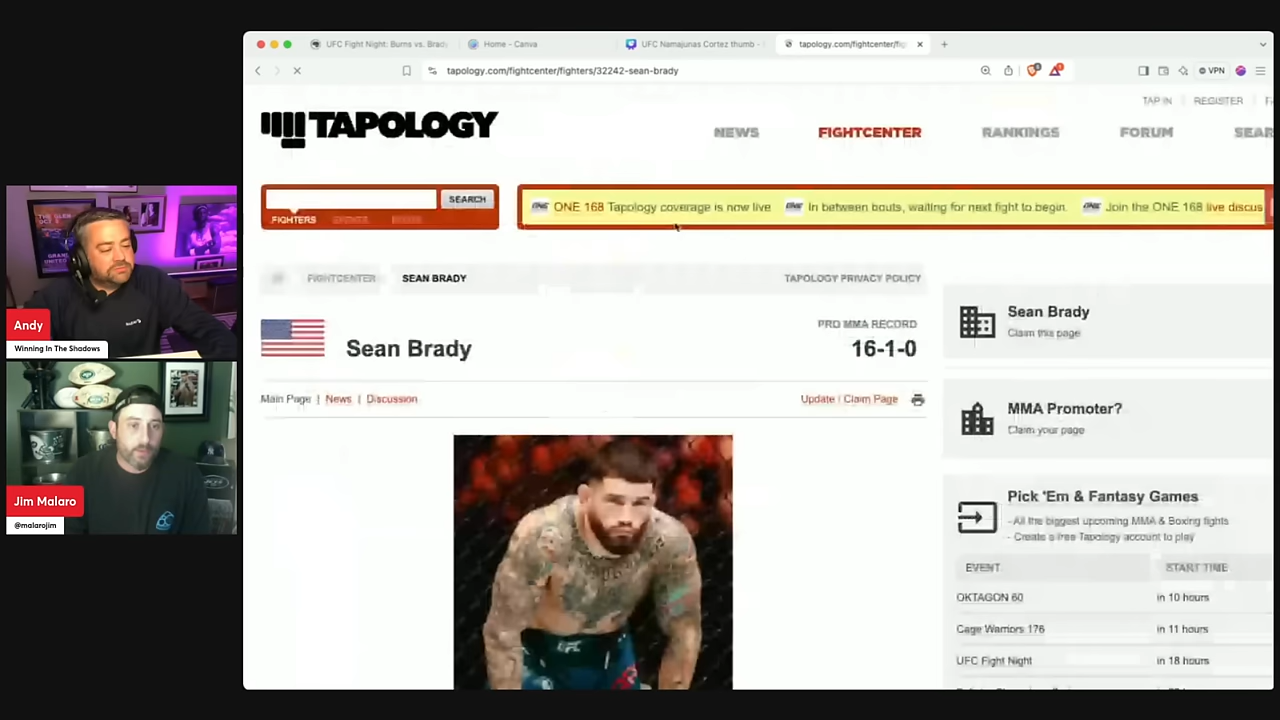 UFC Fight Night: Burns vs. Brady
Home - Canva
UFC Namajunas Cortez thumb -
tapology.com/fightcenter/fig
tapology.com/fightcenter/fighters/32242-sean-brady
VPN
TAP IN | REGISTER |
TAPOLOGY
NEWS
FIGHTCENTER
RANKINGS
FORUM
SEAR
SEARCH
FIGHTERS
ONE 168 Tapology coverage is now live
In between bouts, waiting for next fight to begin.
Join the ONE 168 live discus
FIGHTCENTER
SEAN BRADY
TAPOLOGY PRIVACY POLICY
Sean Brady
PRO MMA RECORD
16-1-0
Main Page | News | Discussion
Update | Claim Page
UFC
Sean Brady
Claim this page
MMA Promoter?
Claim your page
Pick 'Em & Fantasy Games
- All the biggest upcoming MMA & Boxing fights
- Create a free Tapology account to play
EVENT START TIME
OKTAGON 60 in 10 hours
Cage Warriors 176 in 11 hours
UFC Fight Night in 18 hours
Andy
Winning In The Shadows
Jim Malaro
@malarojim